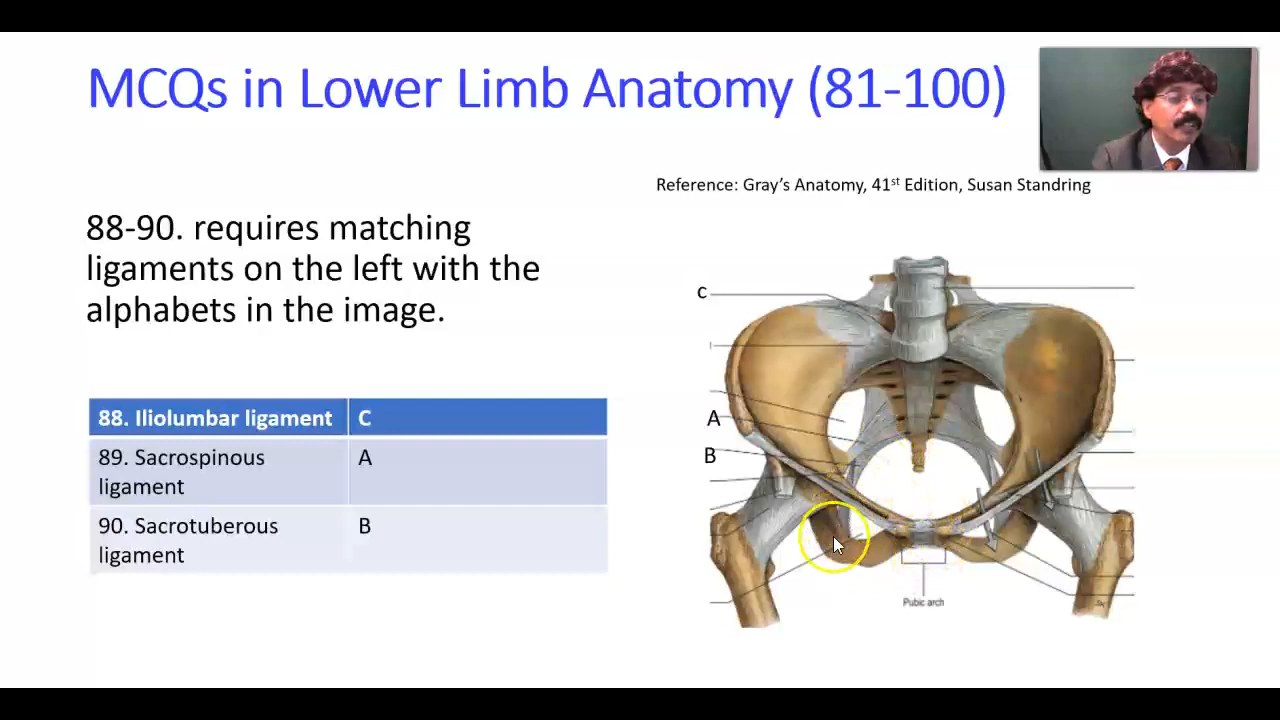 MCQs in Lower Limb Anatomy (81-100)
Reference: Gray's Anatomy, 41st Edition, Susan Standring
88-90. requires matching
ligaments on the left with the
alphabets in the image.
88. Iliolumbar ligament C
89. Sacrospinous
ligament
A
90. Sacrotuberous
ligament
B
C
A
B
Pubic arch